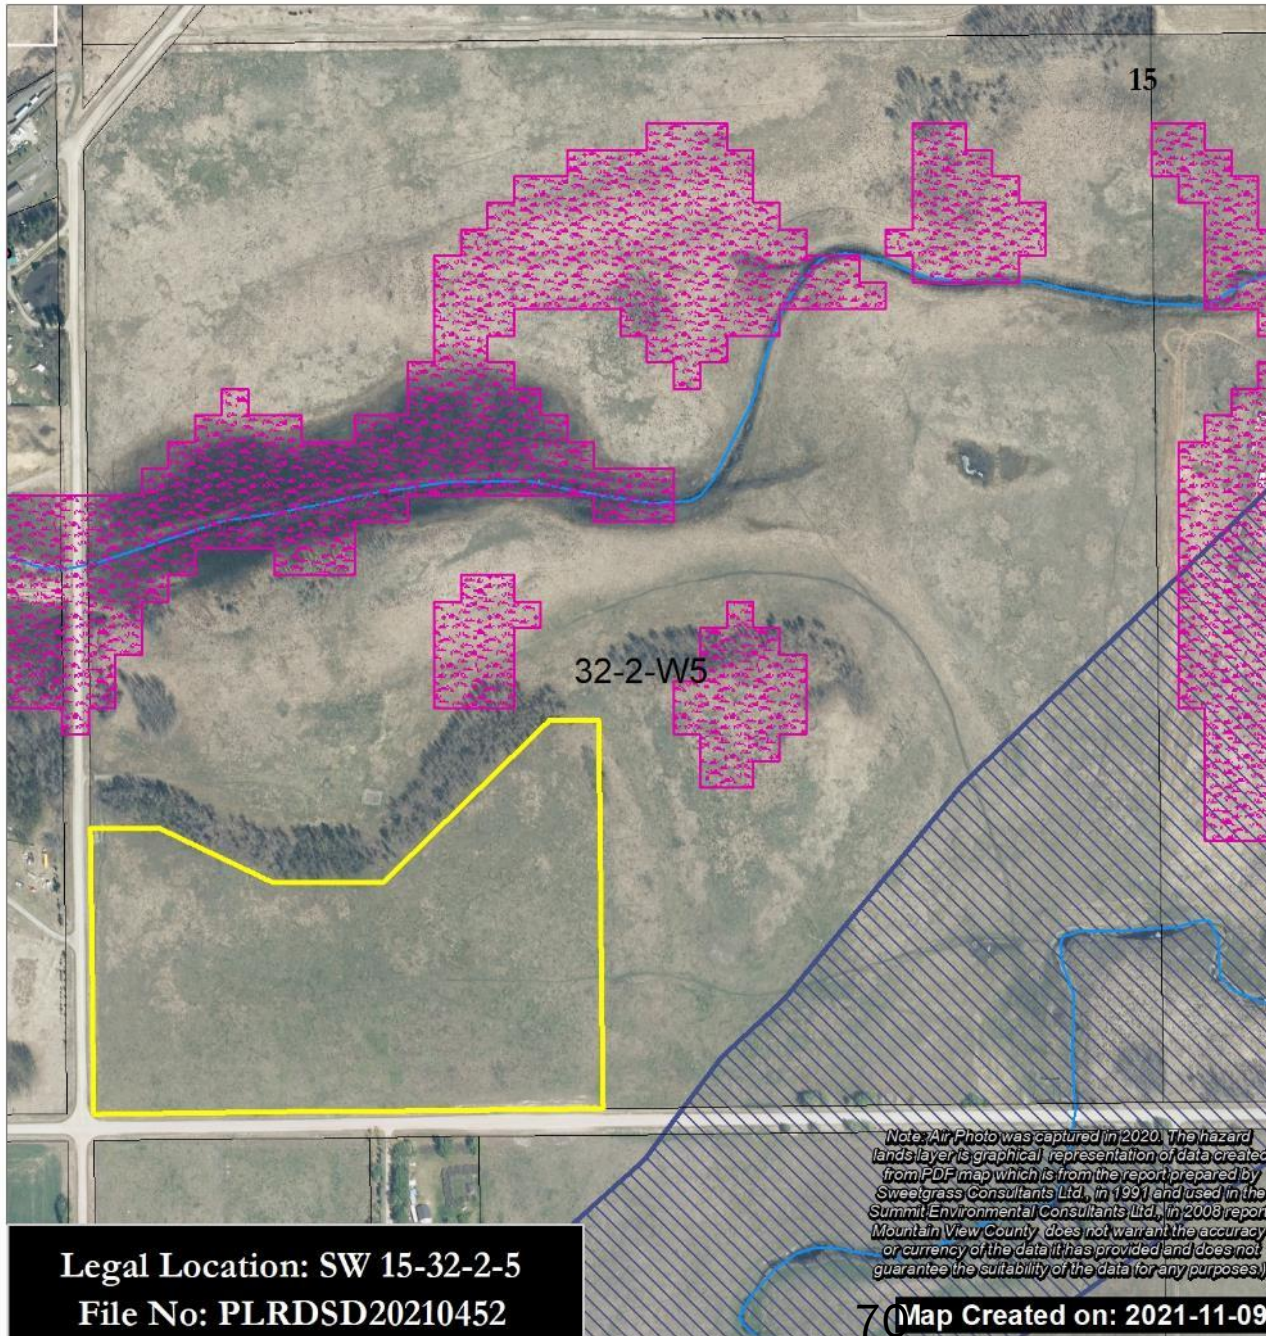 15
32-2-W5
Note: Air Photo was captured in 2020. The hazard
lands layer is graphical representation of data created
from PDF map which is from the report prepared by
Sweetgrass Consultants Ltd., in 1991 and used in the
Summit Environmental Consultants Ltd., in 2008 report
Mountain View County does not warrant the accuracy
or currency of the data it has provided and does not
guarantee the suitability of the data for any purposes.)
Legal Location: SW 15-32-2-5
File No: PLRDSD20210452
70
Map Created on: 2021-11-09